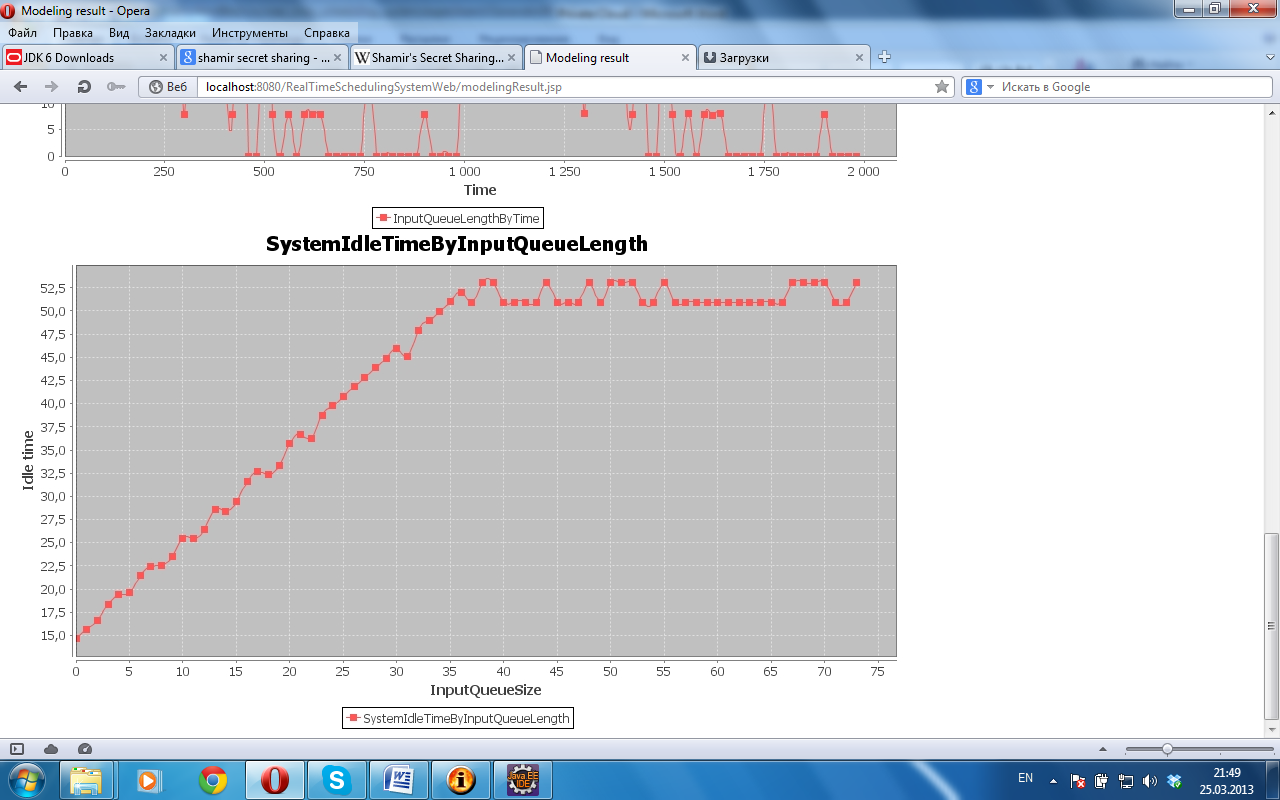 Modeling result - Opera
Файл Правка Вид Закладки Инструменты Справка
JDK 6 Downloads shamir secret sharing - ... W Shamir's Secret Sharing... Modeling result Загрузки
Веб localhost:8080/RealTimeSchedulingSystemWeb/modelingResult.jsp Искать в Google
10
5
0
0 250 500 750 1 000 1 250 1 500 1 750 2 000
Time
InputQueueLengthByTime
SystemIdleTimeByInputQueueLength
52,5
50,0
47,5
45,0
42,5
40,0
37,5
35,0
32,5
30,0
27,5
25,0
22,5
20,0
17,5
15,0
Idle time
0 5 10 15 20 25 30 35 40 45 50 55 60 65 70 75
InputQueueSize
SystemIdleTimeByInputQueueLength
EN 21:49
25.03.2013
Java EE
IDE